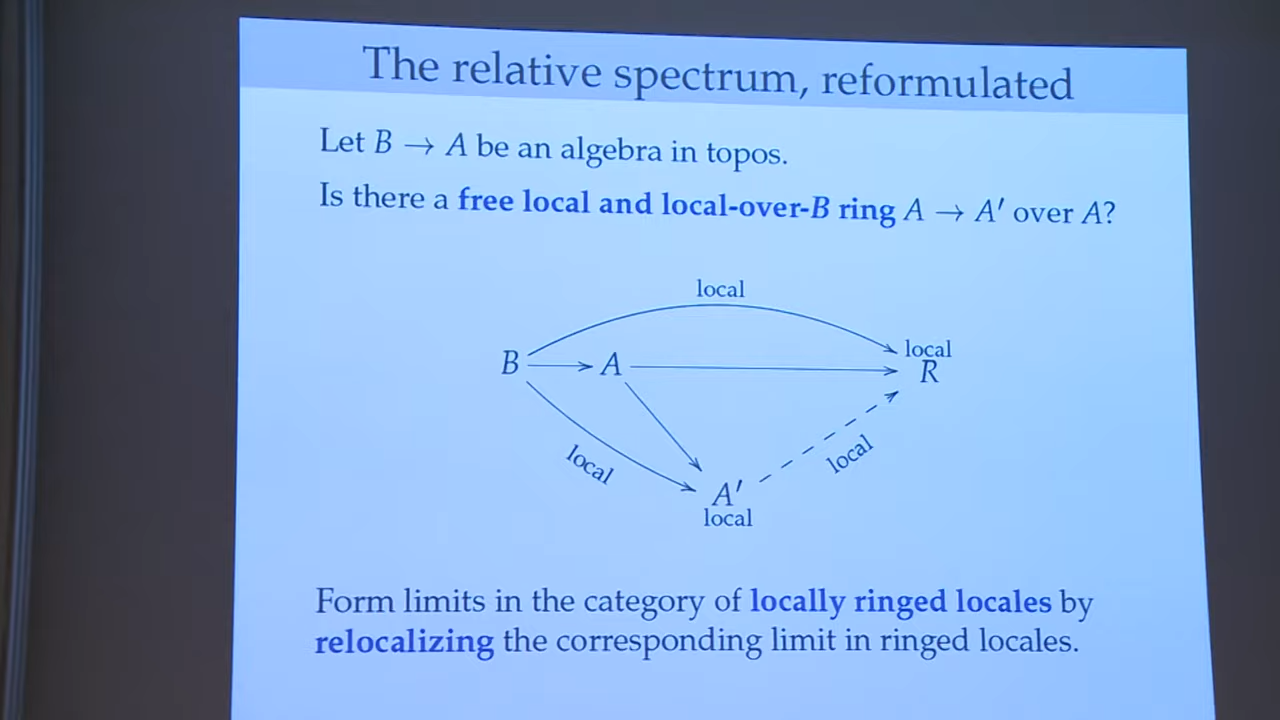 The relative spectrum, reformulated
Let B → A be an algebra in topos.
Is there a free local and local-over-B ring A → A′ over A?
local
local
B A R
local local
A′
local
Form limits in the category of locally ringed locales by
relocalizing the corresponding limit in ringed locales.